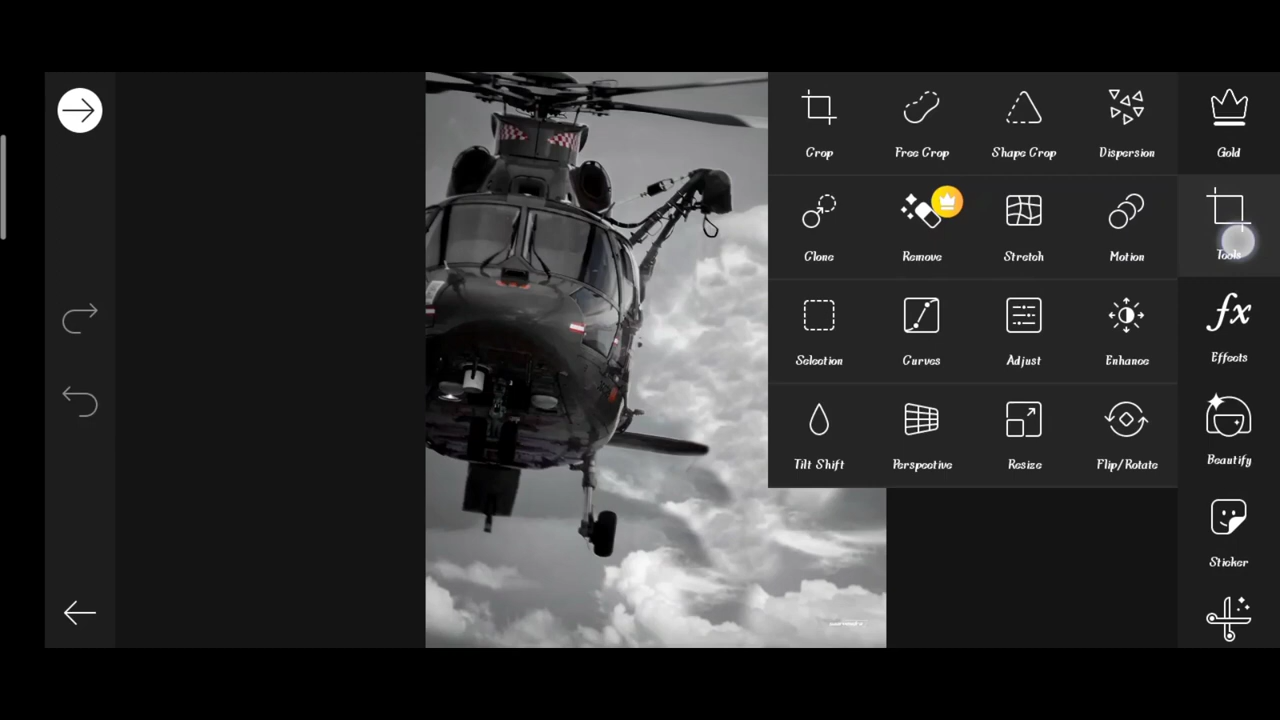 Crop Free Crop Shape Crop Dispersion Gold
Clone Remove Stretch Motion Tools
Selection Curves Adjust Enhance Effects
Tilt Shift Perspective Resize Flip/Rotate Beautify
Sticker